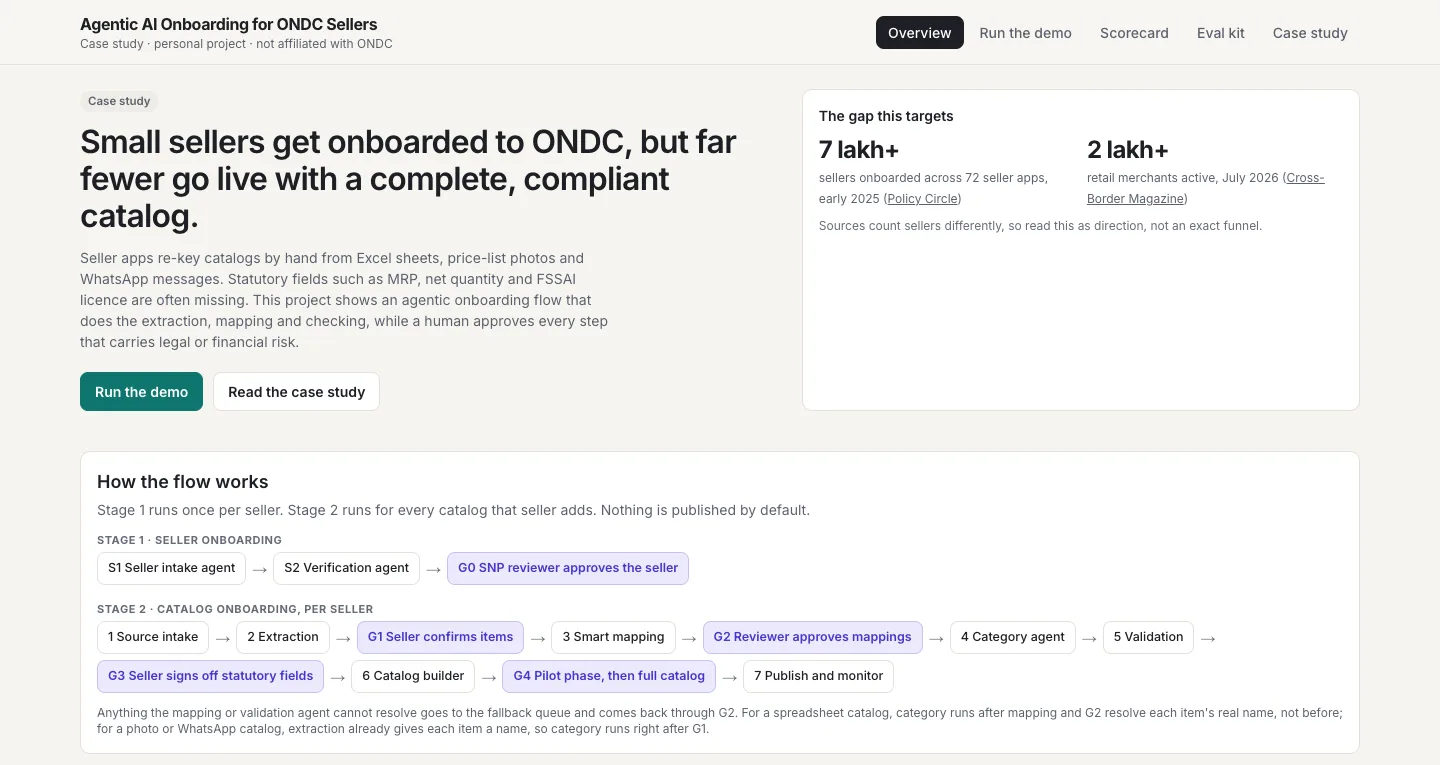 Agentic AI Onboarding for ONDC Sellers
Case study · personal project · not affiliated with ONDC
Overview
Run the demo
Scorecard
Eval kit
Case study
Case study
Small sellers get onboarded to ONDC, but far
fewer go live with a complete, compliant
catalog.
Seller apps re-key catalogs by hand from Excel sheets, price-list photos and
WhatsApp messages. Statutory fields such as MRP, net quantity and FSSAI
licence are often missing. This project shows an agentic onboarding flow that
does the extraction, mapping and checking, while a human approves every step
that carries legal or financial risk.
Run the demo
Read the case study
The gap this targets
7 lakh+
sellers onboarded across 72 seller apps,
early 2025 (Policy Circle)
2 lakh+
retail merchants active, July 2026 (Cross-
Border Magazine)
Sources count sellers differently, so read this as direction, not an exact funnel.
How the flow works
Stage 1 runs once per seller. Stage 2 runs for every catalog that seller adds. Nothing is published by default.
STAGE 1 · SELLER ONBOARDING
S1 Seller intake agent → S2 Verification agent → G0 SNP reviewer approves the seller
STAGE 2 · CATALOG ONBOARDING, PER SELLER
1 Source intake → 2 Extraction → G1 Seller confirms items → 3 Smart mapping → G2 Reviewer approves mappings → 4 Category agent → 5 Validation →
G3 Seller signs off statutory fields → 6 Catalog builder → G4 Pilot phase, then full catalog → 7 Publish and monitor
Anything the mapping or validation agent cannot resolve goes to the fallback queue and comes back through G2. For a spreadsheet catalog, category runs after mapping and G2 resolve each item's real name, not before;
for a photo or WhatsApp catalog, extraction already gives each item a name, so category runs right after G1.